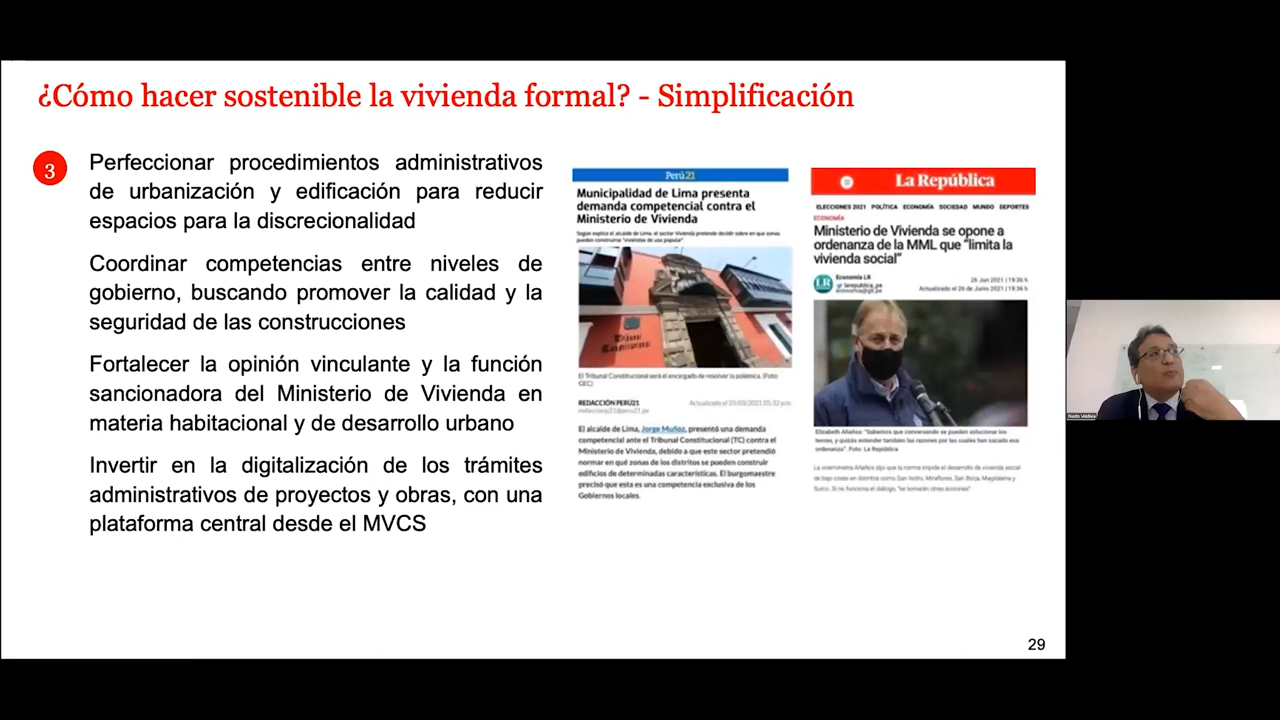 ¿Cómo hacer sostenible la vivienda formal? - Simplificación
3
Perfeccionar procedimientos administrativos
de urbanización y edificación para reducir
espacios para la discrecionalidad
Coordinar competencias entre niveles de
gobierno, buscando promover la calidad y la
seguridad de las construcciones
Fortalecer la opinión vinculante y la función
sancionadora del Ministerio de Vivienda en
materia habitacional y de desarrollo urbano
Invertir en la digitalización de los trámites
administrativos de proyectos y obras, con una
plataforma central desde el MVCS
Perú21
Municipalidad de Lima presenta
demanda competencial contra el
Ministerio de Vivienda
Según explicó el alcalde de Lima, el sector Vivienda pretende decidir sobre en qué zonas
pueden construirse "viviendas de uso popular".
Tribunal
Constitucional
El Tribunal Constitucional será el encargado de resolver la polémica. (Foto
GEC)
REDACCIÓN PERÚ21
redaccionp21@peru21.pe
Actualizado el 25/03/2021 05:32 p.m.
El alcalde de Lima, Jorge Muñoz, presentó una demanda
competencial ante el Tribunal Constitucional (TC) contra el
Ministerio de Vivienda, debido a que este sector pretendió
normar en qué zonas de los distritos se pueden construir
edificios de determinadas características. El burgomaestre
precisó que esta es una competencia exclusiva de los
Gobiernos locales.
La República
ELECCIONES 2021 POLÍTICA ECONOMÍA SOCIEDAD MUNDO DEPORTES
ECONOMÍA
Ministerio de Vivienda se opone a
ordenanza de la MML que "limita la
vivienda social"
LR
Economía LR
larepublica_pe
economia@glr.pe
26 Jun 2021 | 19:36 h
Actualizado el 26 de Junio 2021 | 19:36 h
Elizabeth Añaños: "Sabemos que conversando se pueden solucionar los
temas, y quizás entender también las razones por las cuales han sacado esa
ordenanza". Foto: La República
La viceministra Añaños dijo que la norma impide el desarrollo de vivienda social
de bajo costo en distritos como San Isidro, Miraflores, San Borja, Magdalena y
Surco. Si no funciona el diálogo, "se tomarán otras acciones".
29